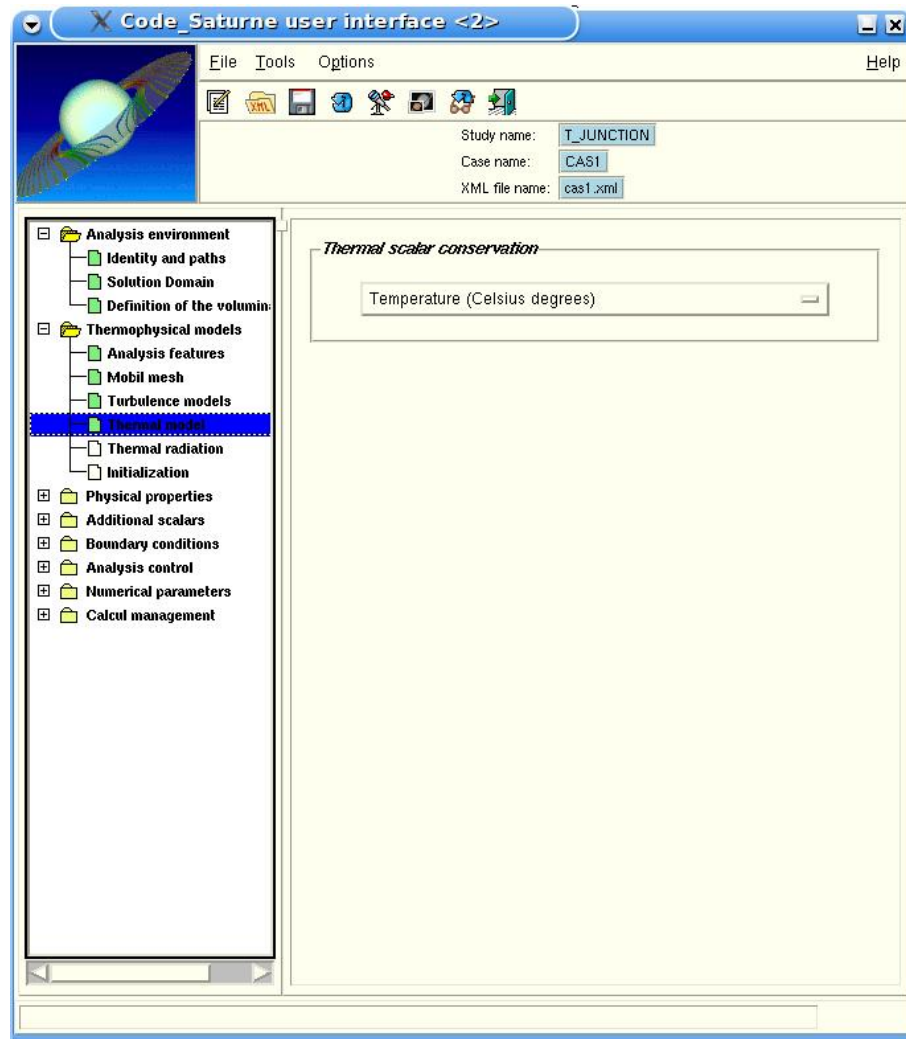 Code_Saturne user interface <2>
File Tools Options Help
Study name: T_JUNCTION
Case name: CAS1
XML file name: cas1.xml
Analysis environment
Identity and paths
Solution Domain
Definition of the volumin
Thermophysical models
Analysis features
Mobil mesh
Turbulence models
Thermal model
Thermal radiation
Initialization
Physical properties
Additional scalars
Boundary conditions
Analysis control
Numerical parameters
Calcul management
Thermal scalar conservation
Temperature (Celsius degrees)